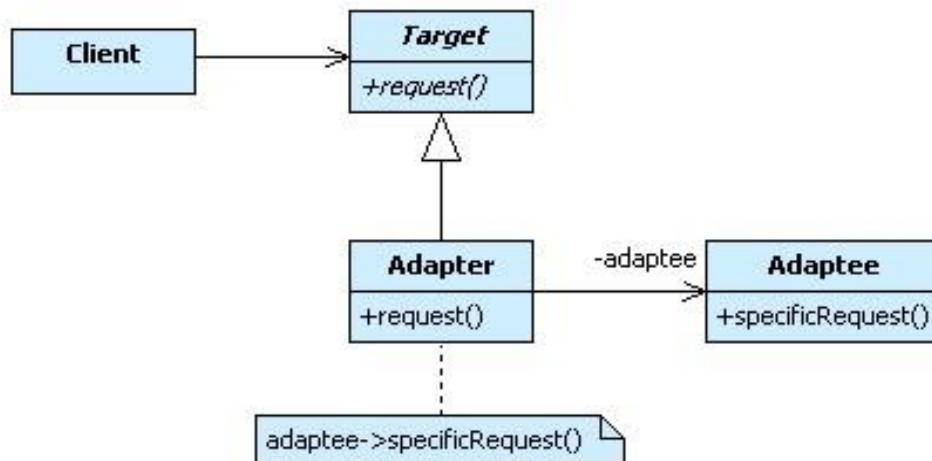 Client
Target
+request()
Adapter
+request()
-adaptee
Adaptee
+specificRequest()
adaptee->specificRequest()